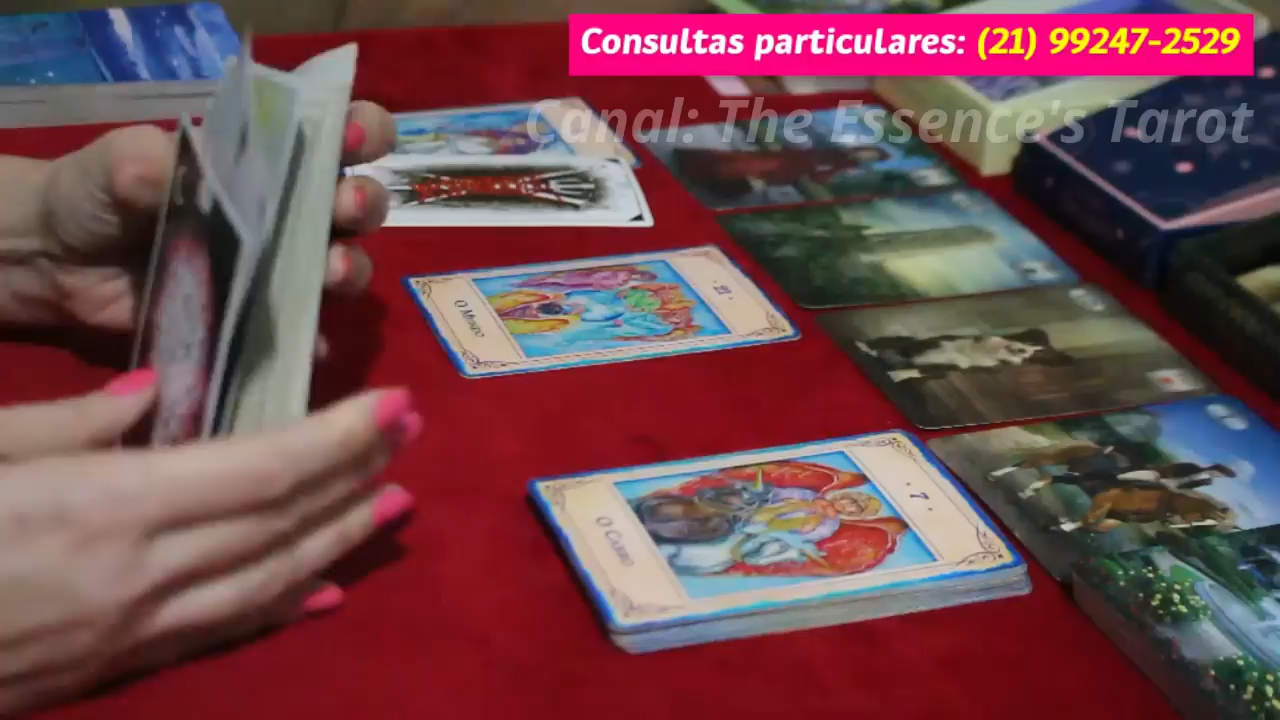 Consultas particulares: (21) 99247-2529
Canal: The Essence's Tarot
· 21 ·
O MUNDO
· 7 ·
O CARRO